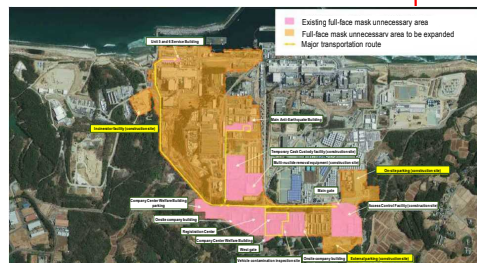 Existing full-face mask unnecessary area
Full-face mask unnecessary area to be expanded
Major transportation route
Unit 5 and 6 Service Building
Main Anti-Earthquake Building
Incinerator facility (construction site)
Temporary Cask Custody facility (construction site)
Multi-nuclide removal equipment (construction site)
On-site parking (construction site)
Main gate
Company Center Welfare Building
parking
Access Control Facility (construction site)
Onsite company building
Registration Center
Company Center Welfare Building
West gate
Vehicle contamination inspection site
Onsite company building
External parking (construction site)